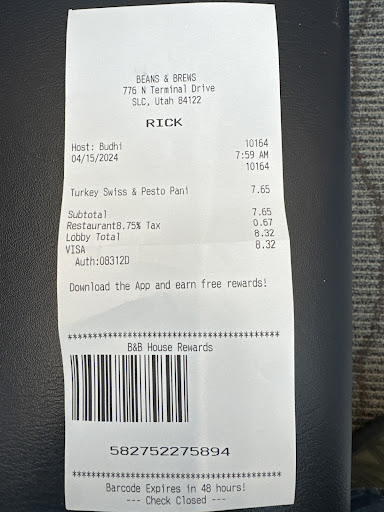 BEANS & BREWS
776 N Terminal Drive
SLC, Utah 84122
RICK
Host: Budhi 10164
04/15/2024 7:59 AM
10164
Turkey Swiss & Pesto Pani 7.65
Subtotal 7.65
Restaurant8.75% Tax 0.67
Lobby Total 8.32
VISA 8.32
Auth:08312D
Download the App and earn free rewards!
******************************************
B&B House Rewards
582752275894
******************************************
Barcode Expires in 48 hours!
--- Check Closed ---